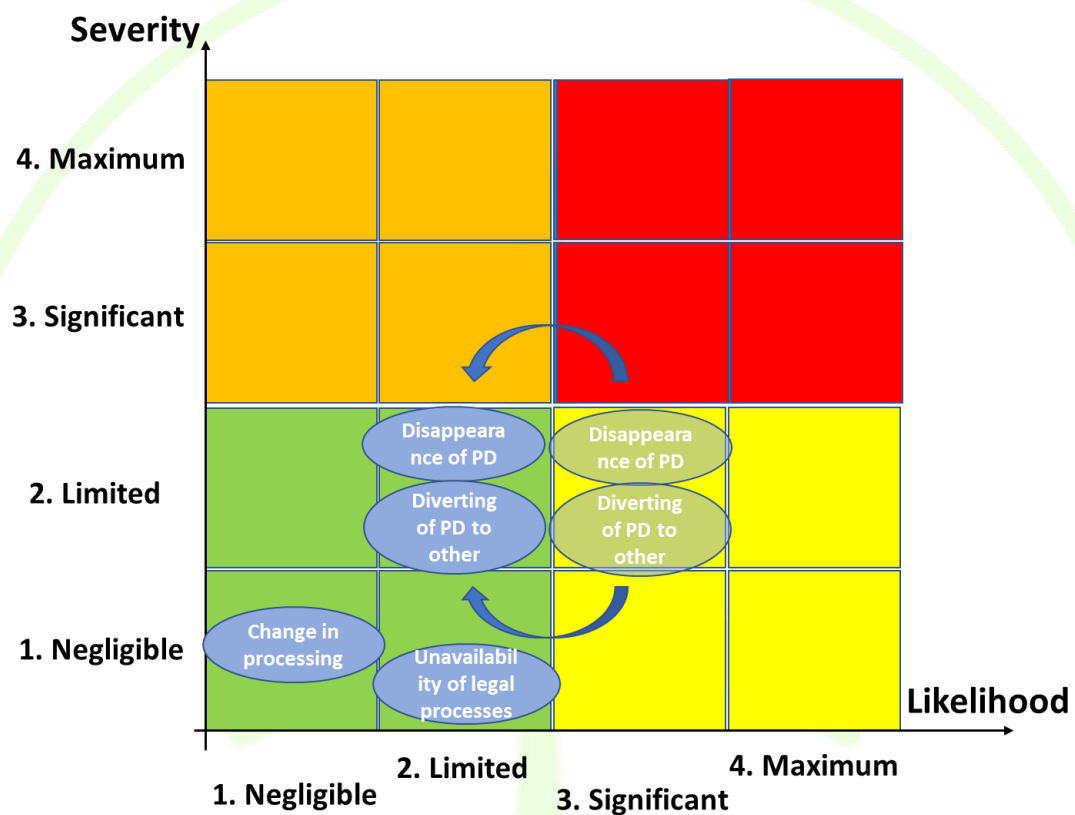 Severity
4. Maximum
3. Significant
2. Limited
Disappeara
nce of PD
Diverting
of PD to
other
Disappeara
nce of PD
Diverting
of PD to
other
1. Negligible
Change in
processing
Unavailabil
ity of legal
processes
Likelihood
1. Negligible
2. Limited
3. Significant
4. Maximum